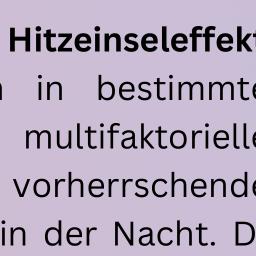 Hitzeinseleffekt
in bestimmte
multifaktorielle
vorherrschende
in der Nacht. D